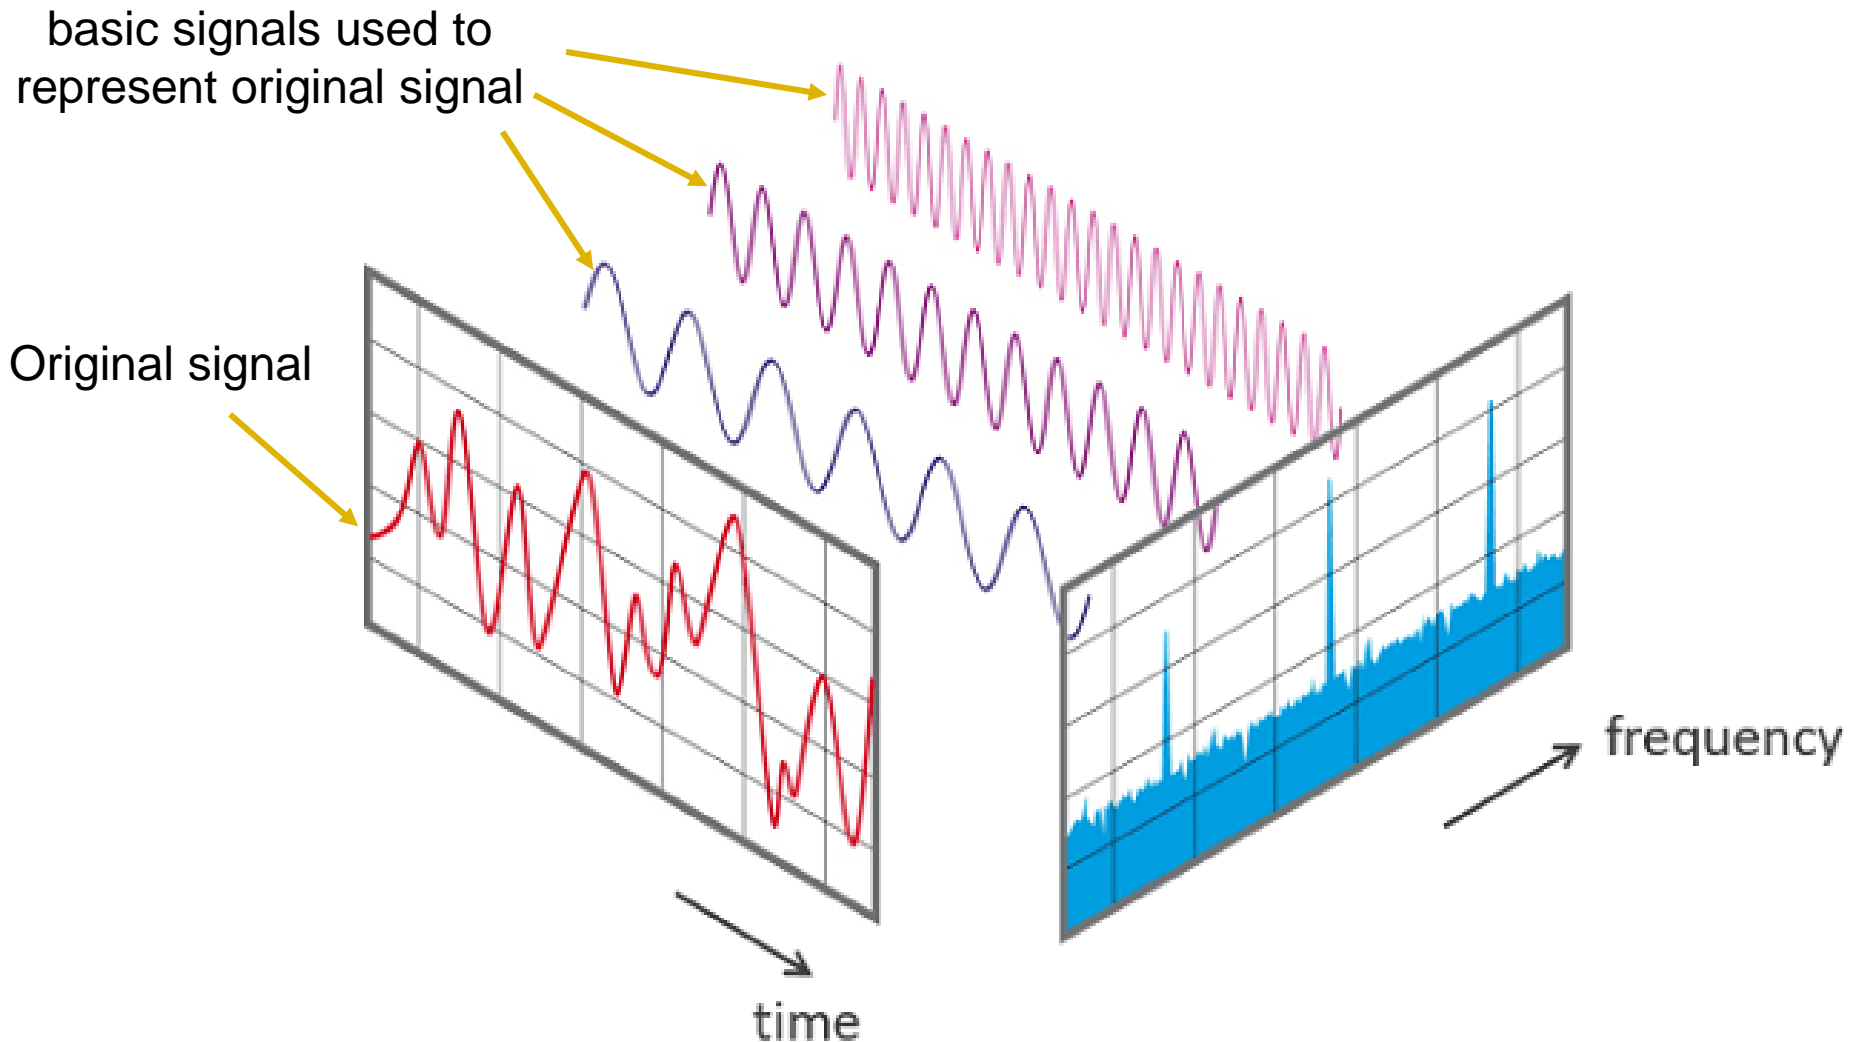 basic signals used to
represent original signal
Original signal
frequency
time